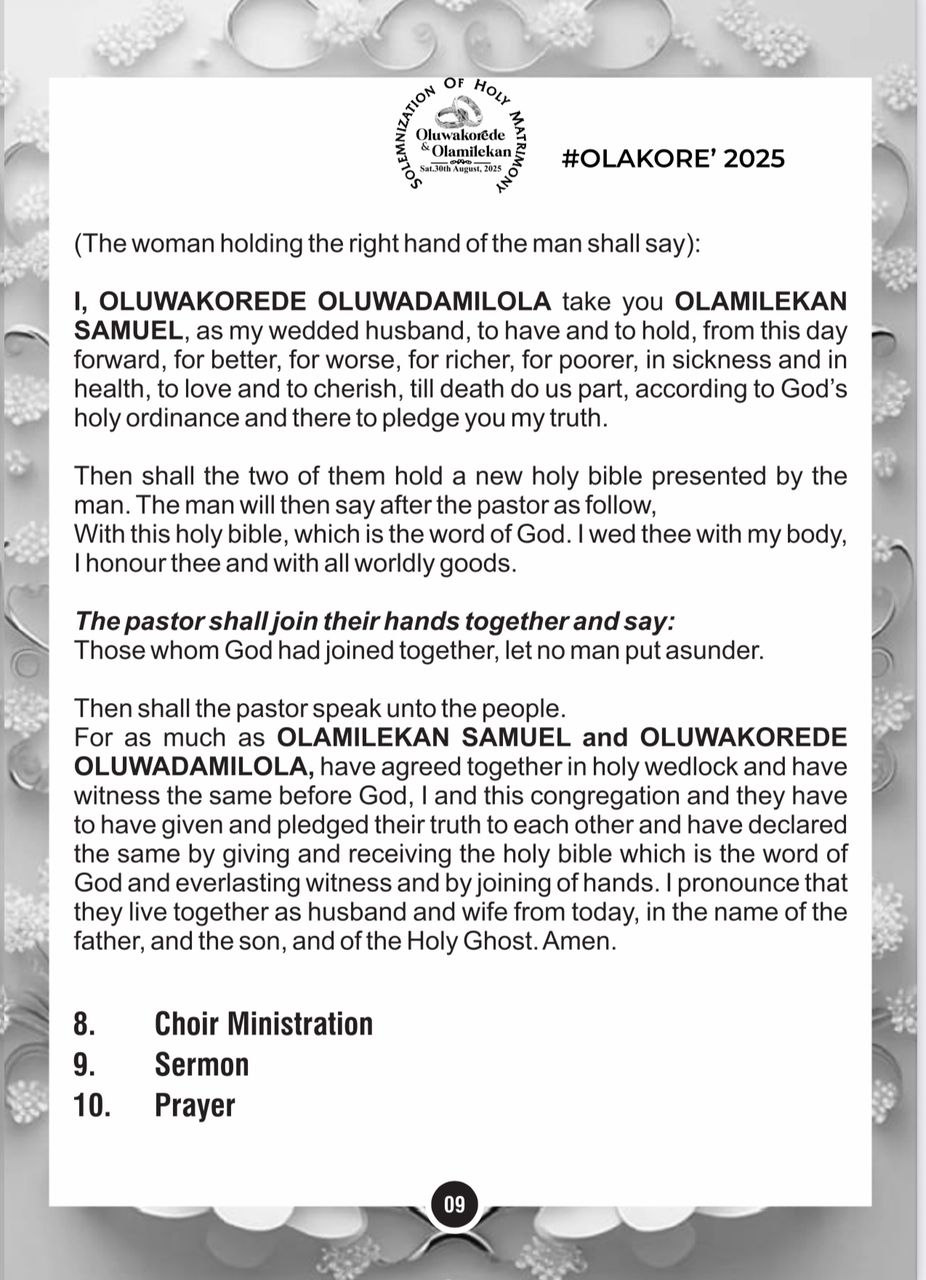 SOLEMNIZATION OF HOLY MATRIMONY
Oluwakorede
& Olamilekan
Sat.30th August, 2025
#OLAKORE’ 2025
(The woman holding the right hand of the man shall say):
I, OLUWAKOREDE OLUWADAMILOLA take you OLAMILEKAN
SAMUEL, as my wedded husband, to have and to hold, from this day
forward, for better, for worse, for richer, for poorer, in sickness and in
health, to love and to cherish, till death do us part, according to God’s
holy ordinance and there to pledge you my truth.
Then shall the two of them hold a new holy bible presented by the
man. The man will then say after the pastor as follow,
With this holy bible, which is the word of God. I wed thee with my body,
I honour thee and with all worldly goods.
The pastor shall join their hands together and say:
Those whom God had joined together, let no man put asunder.
Then shall the pastor speak unto the people.
For as much as OLAMILEKAN SAMUEL and OLUWAKOREDE
OLUWADAMILOLA, have agreed together in holy wedlock and have
witness the same before God, I and this congregation and they have
to have given and pledged their truth to each other and have declared
the same by giving and receiving the holy bible which is the word of
God and everlasting witness and by joining of hands. I pronounce that
they live together as husband and wife from today, in the name of the
father, and the son, and of the Holy Ghost. Amen.
8. Choir Ministration
9. Sermon
10. Prayer
09